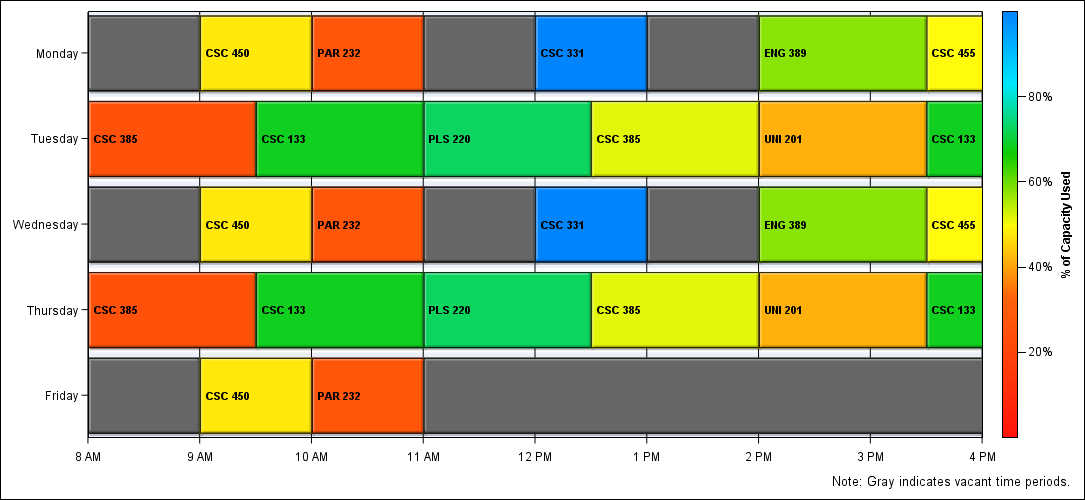 Monday
CSC 450
PAR 232
CSC 331
ENG 389
CSC 455
Tuesday
CSC 385
CSC 133
PLS 220
CSC 385
UNI 201
CSC 133
Wednesday
CSC 450
PAR 232
CSC 331
ENG 389
CSC 455
Thursday
CSC 385
CSC 133
PLS 220
CSC 385
UNI 201
CSC 133
Friday
CSC 450
PAR 232
8 AM
9 AM
10 AM
11 AM
12 PM
1 PM
2 PM
3 PM
4 PM
80%
60%
40%
20%
% of Capacity Used
Note: Gray indicates vacant time periods.